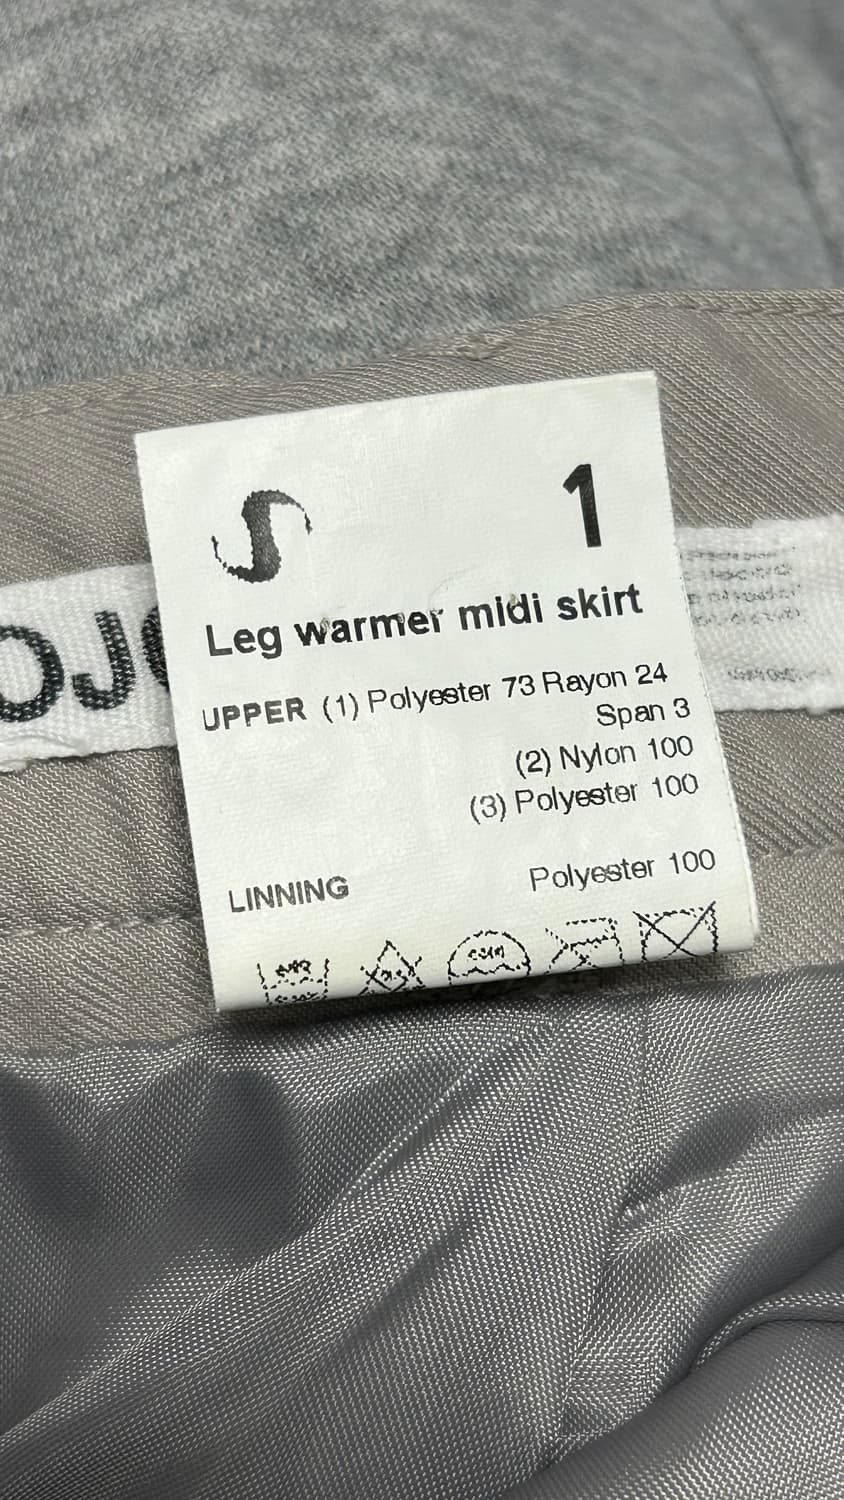 1
Leg warmer midi skirt
UPPER (1) Polyester 73 Rayon 24
Span 3
(2) Nylon 100
(3) Polyester 100
LINNING Polyester 100
OJ